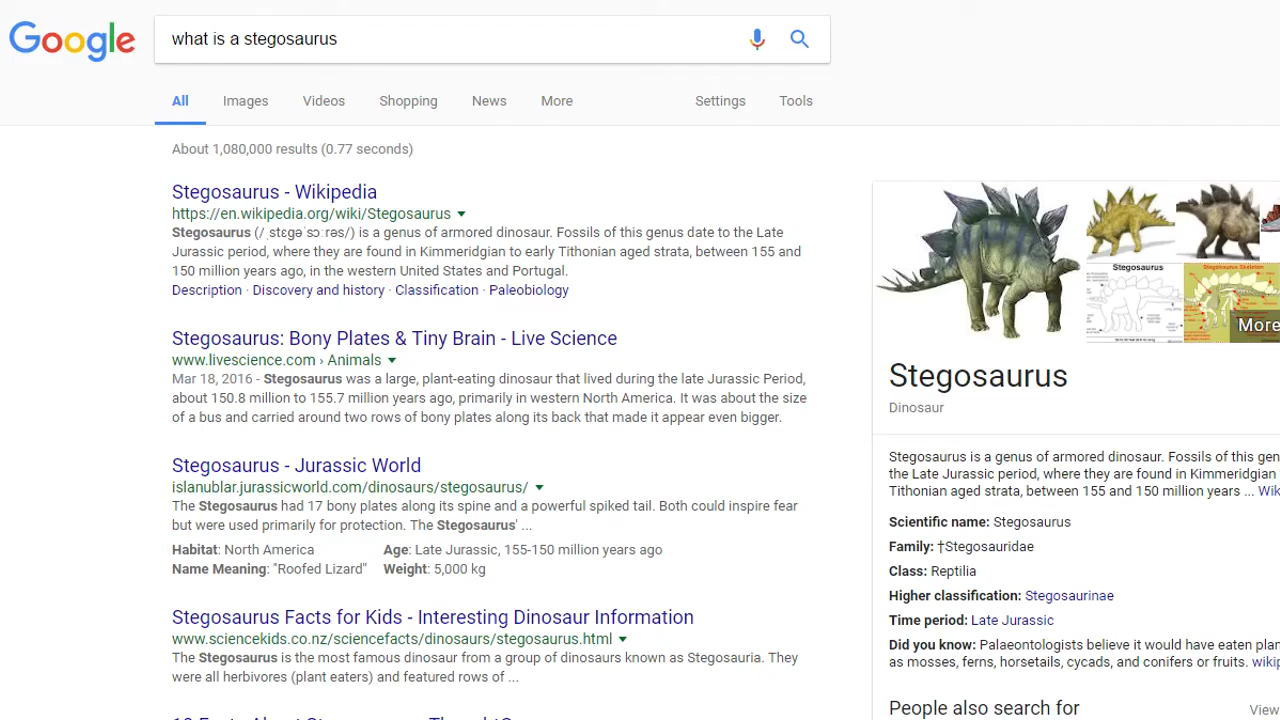 Google
what is a stegosaurus
All Images Videos Shopping News More Settings Tools
About 1,080,000 results (0.77 seconds)
Stegosaurus - Wikipedia
https://en.wikipedia.org/wiki/Stegosaurus
Stegosaurus (/ˌstɛɡəˈsɔːrəs/) is a genus of armored dinosaur. Fossils of this genus date to the Late
Jurassic period, where they are found in Kimmeridgian to early Tithonian aged strata, between 155 and
150 million years ago, in the western United States and Portugal.
Description · Discovery and history · Classification · Paleobiology
Stegosaurus: Bony Plates & Tiny Brain - Live Science
www.livescience.com › Animals
Mar 18, 2016 - Stegosaurus was a large, plant-eating dinosaur that lived during the late Jurassic Period,
about 150.8 million to 155.7 million years ago, primarily in western North America. It was about the size
of a bus and carried around two rows of bony plates along its back that made it appear even bigger.
Stegosaurus - Jurassic World
islanublar.jurassicworld.com/dinosaurs/stegosaurus/
The Stegosaurus had 17 bony plates along its spine and a powerful spiked tail. Both could inspire fear
but were used primarily for protection. The Stegosaurus' ...
Habitat: North America Age: Late Jurassic, 155-150 million years ago
Name Meaning: "Roofed Lizard" Weight: 5,000 kg
Stegosaurus Facts for Kids - Interesting Dinosaur Information
www.sciencekids.co.nz/sciencefacts/dinosaurs/stegosaurus.html
The Stegosaurus is the most famous dinosaur from a group of dinosaurs known as Stegosauria. They
were all herbivores (plant eaters) and featured rows of ...
Stegosaurus
Stegosaurus Skeleton
More
Stegosaurus
Dinosaur
Stegosaurus is a genus of armored dinosaur. Fossils of this gen
the Late Jurassic period, where they are found in Kimmeridgian
Tithonian aged strata, between 155 and 150 million years ... Wik
Scientific name: Stegosaurus
Family: †Stegosauridae
Class: Reptilia
Higher classification: Stegosaurinae
Time period: Late Jurassic
Did you know: Palaeontologists believe it would have eaten plan
as mosses, ferns, horsetails, cycads, and conifers or fruits. wikip
People also search for View